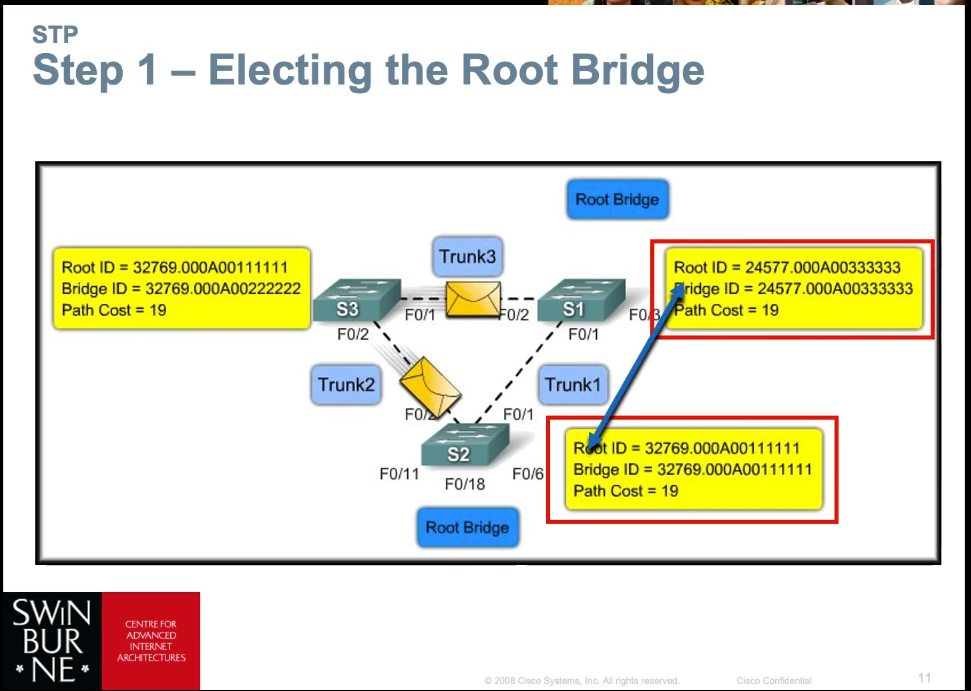 STP
Step 1 – Electing the Root Bridge
Root Bridge
Root ID = 32769.000A00111111
Bridge ID = 32769.000A00222222
Path Cost = 19
Trunk3
Root ID = 24577.000A00333333
Bridge ID = 24577.000A00333333
Path Cost = 19
S3
F0/1
F0/2
S1
F0/3
F0/2
F0/1
Trunk2
Trunk1
F0/2
F0/1
S2
F0/11
F0/18
F0/6
Root ID = 32769.000A00111111
Bridge ID = 32769.000A00111111
Path Cost = 19
Root Bridge
SWiN
BUR
* NE *
CENTRE FOR
ADVANCED
INTERNET
ARCHITECTURES
© 2008 Cisco Systems, Inc. All rights reserved.
Cisco Confidential
11